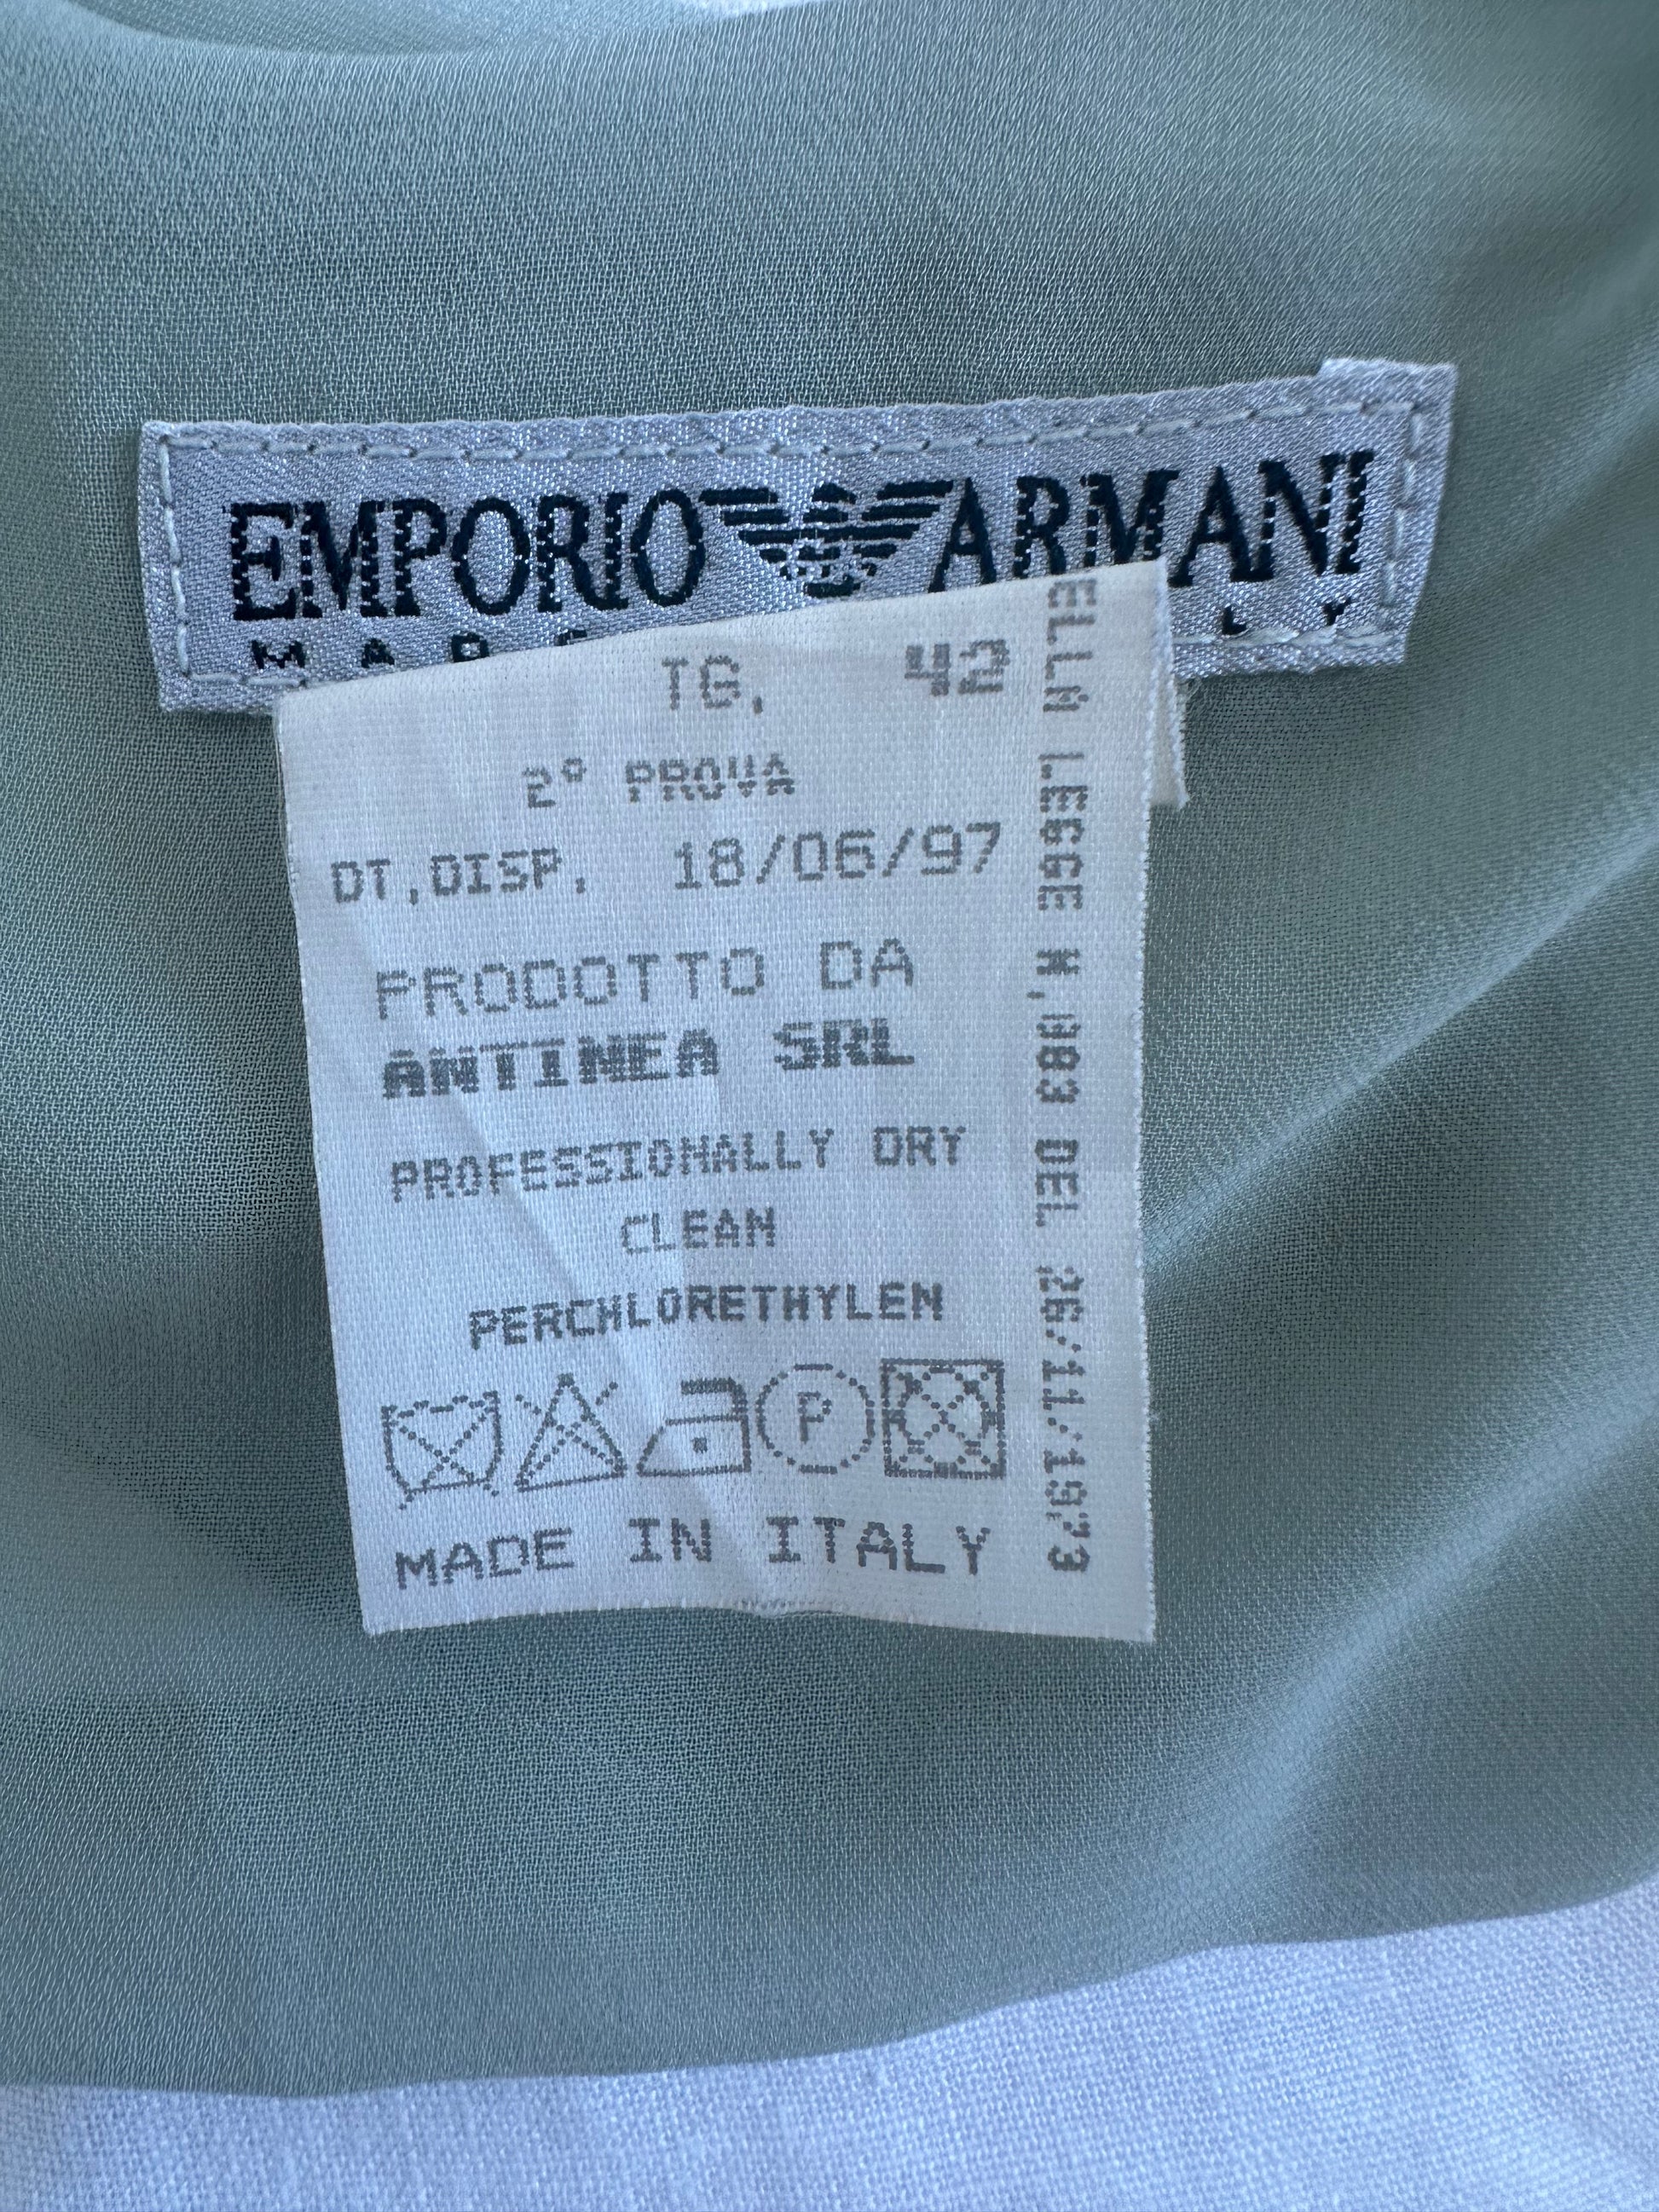 EMPORIO ARMANI
TG. 42
2° PROVA
DT.DISP. 18/06/97
PRODOTTO DA
ANTINEA SRL
PROFESSIONALLY DRY
CLEAN
PERCHLORETHYLEN
P
MADE IN ITALY
LEGGE N.883 DEL 26/11/1973